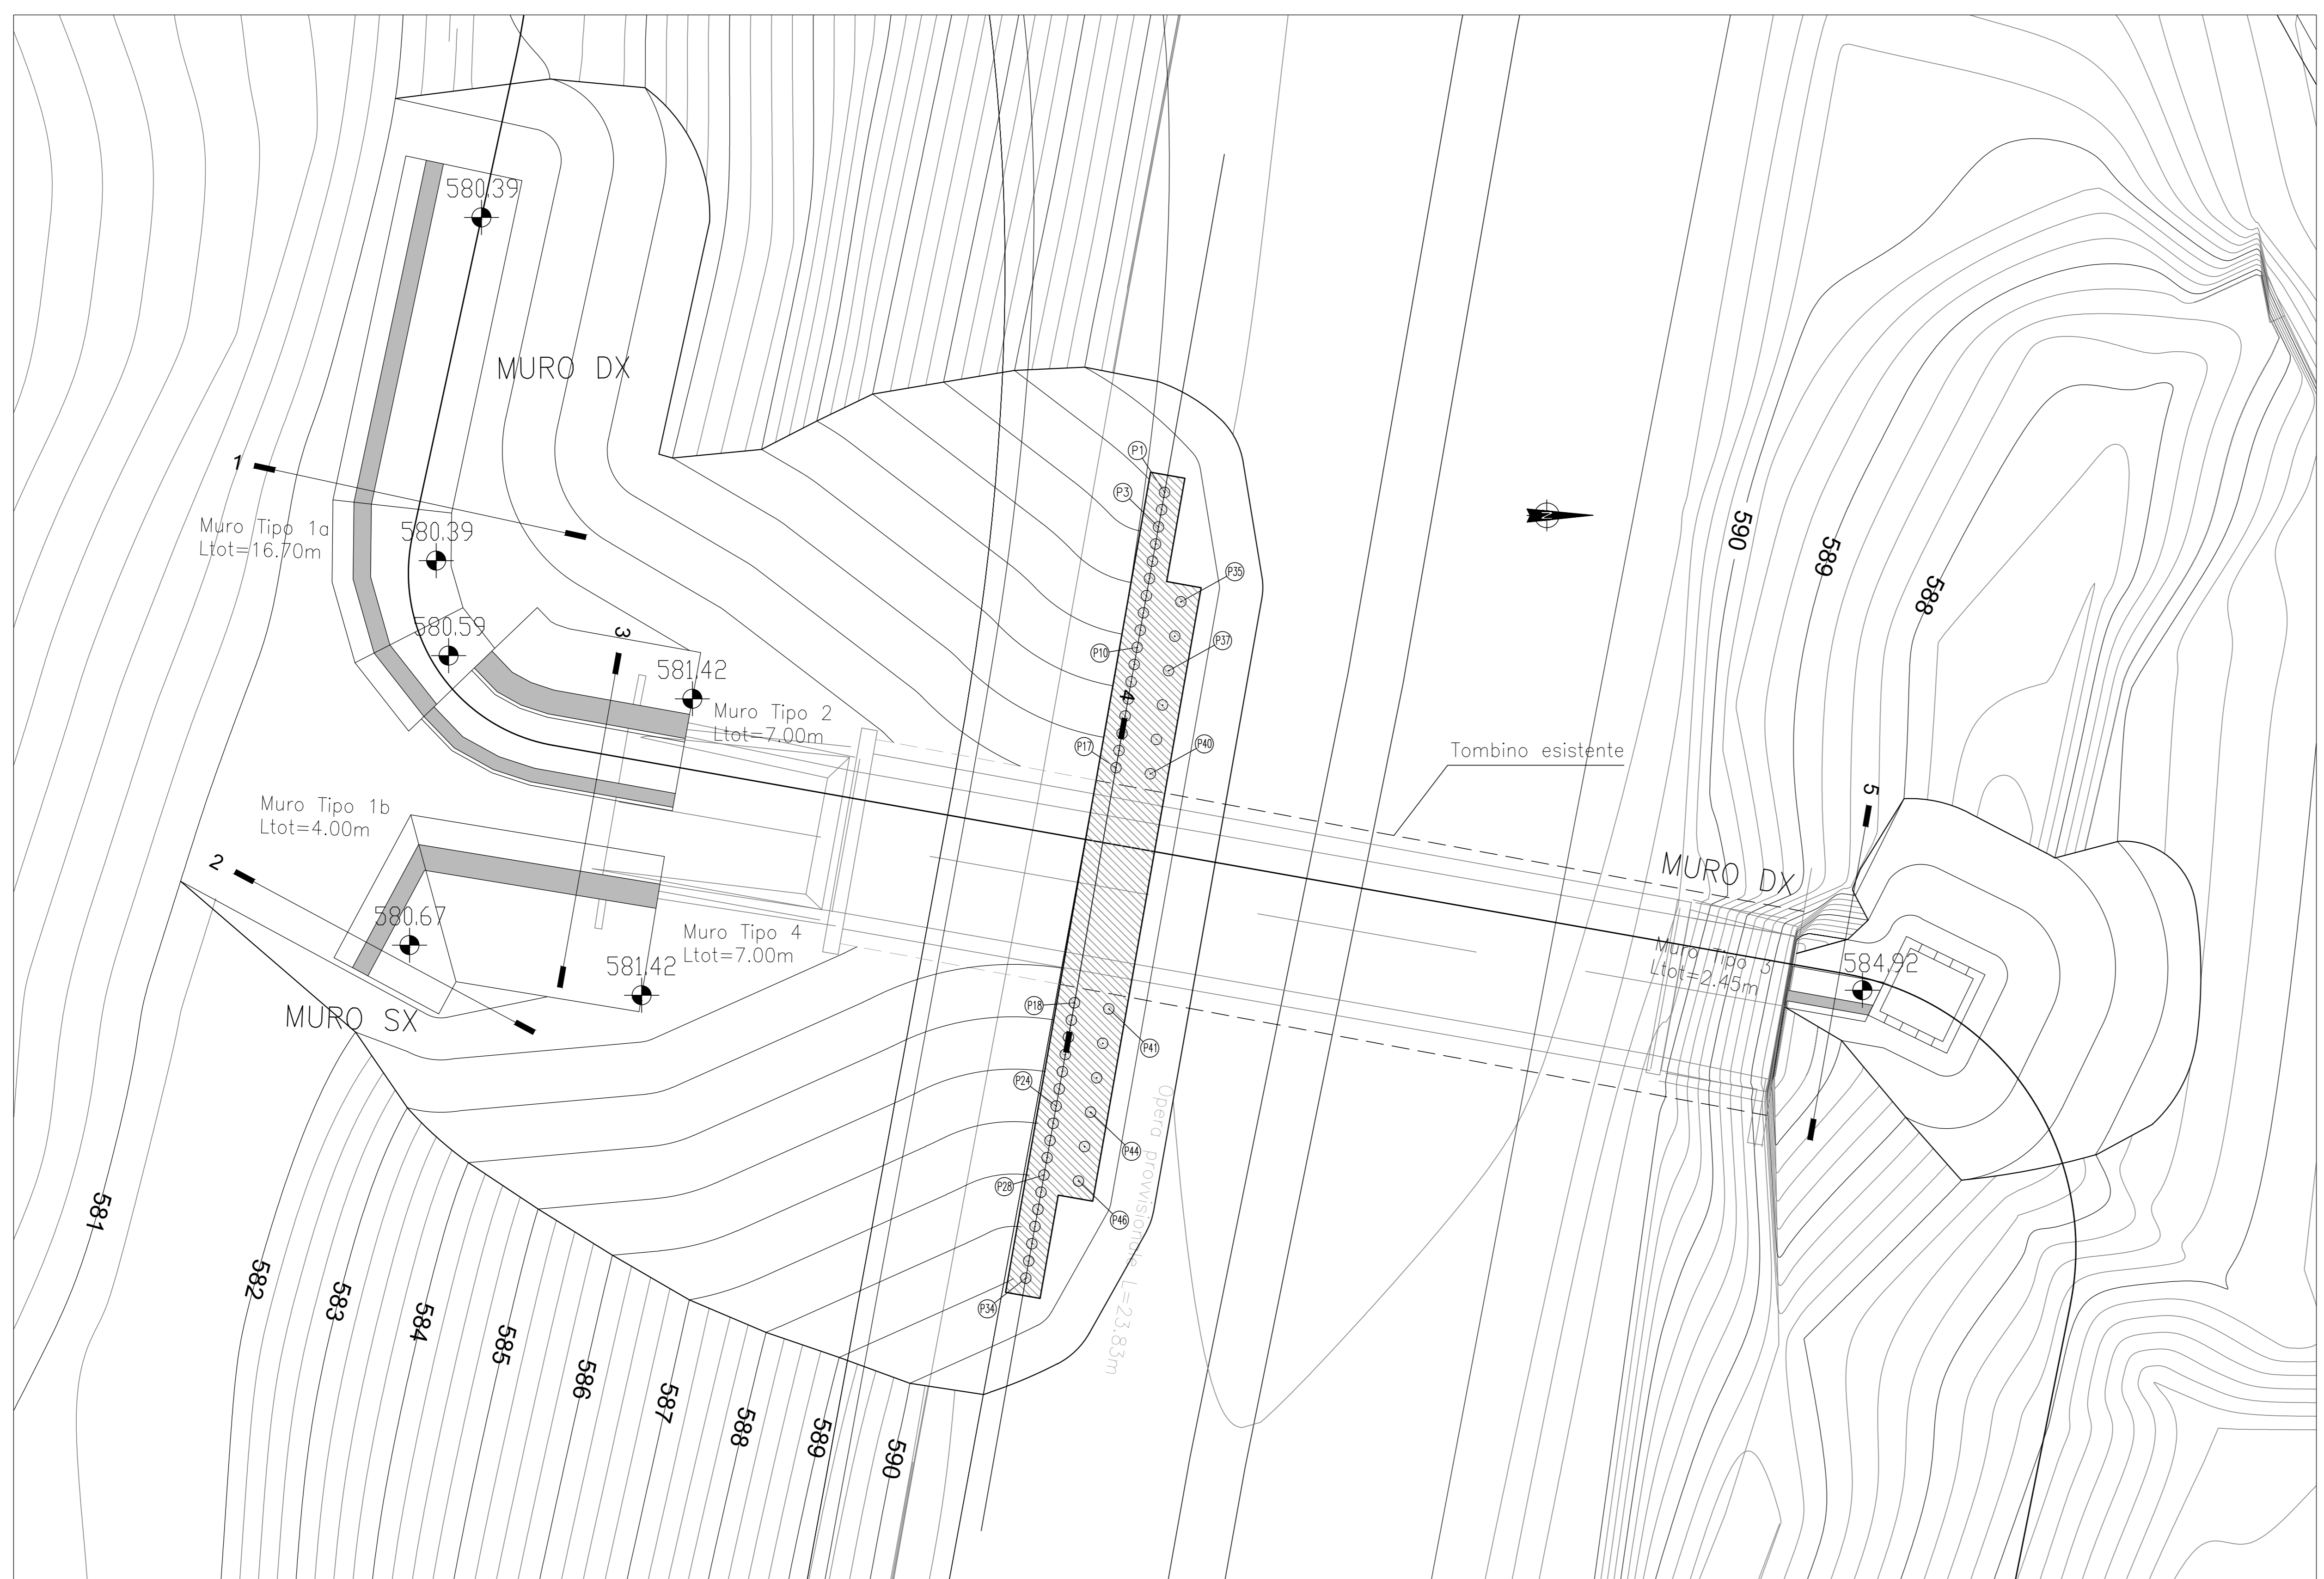 580.39
MURO DX
P1
1
P3
590
N
Muro Tipo 1a
Ltot=16.70m
580.39
589
P35
588
580.59
3
P37
P10
581.42
4
Muro Tipo 2
Ltot=7.00m
P17
P40
Tombino esistente
5
Muro Tipo 1b
Ltot=4.00m
2
MURO DX
580.67
Muro Tipo 4
Ltot=7.00m
Muro Tipo 3
Ltot=2.45m
584.92
581.42
MURO SX
P18
P41
P24
Opera provvisionale L=23.83m
P44
P28
P46
581
582
583
P34
584
585
586
587
588
589
590